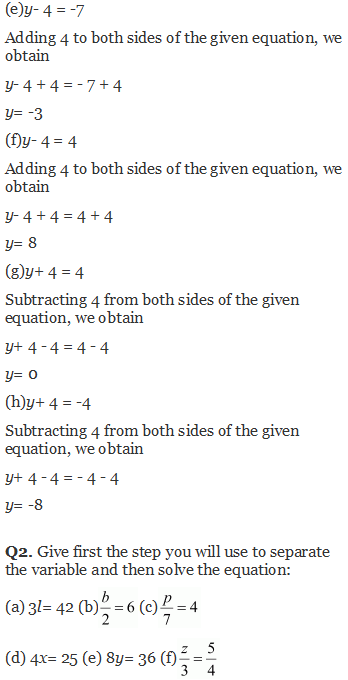 (e)y- 4 = -7
Adding 4 to both sides of the given equation, we
obtain
y- 4 + 4 = - 7 + 4
y= -3
(f)y- 4 = 4
Adding 4 to both sides of the given equation, we
obtain
y- 4 + 4 = 4 + 4
y= 8
(g)y+ 4 = 4
Subtracting 4 from both sides of the given
equation, we obtain
y+ 4 - 4 = 4 - 4
y= 0
(h)y+ 4 = -4
Subtracting 4 from both sides of the given
equation, we obtain
y+ 4 - 4 = - 4 - 4
y= -8
Q2. Give first the step you will use to separate
the variable and then solve the equation:
(a) 3l= 42 (b) b/2 = 6 (c) p/7 = 4
(d) 4x= 25 (e) 8y= 36 (f) z/3 = 5/4